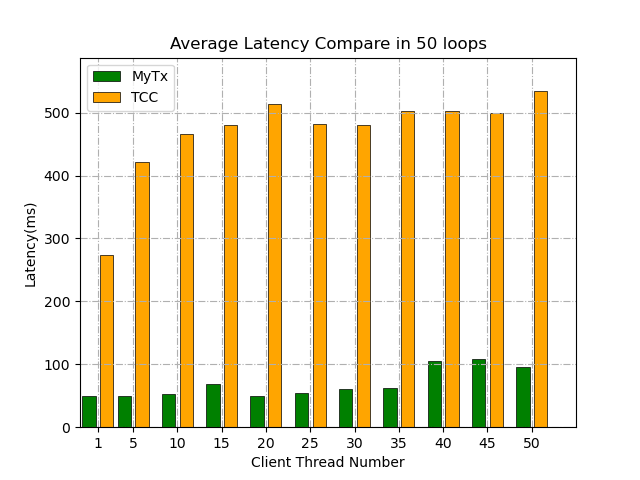 Average Latency Compare in 50 loops
MyTx
TCC
500
400
300
200
100
0
Latency(ms)
1 5 10 15 20 25 30 35 40 45 50
Client Thread Number